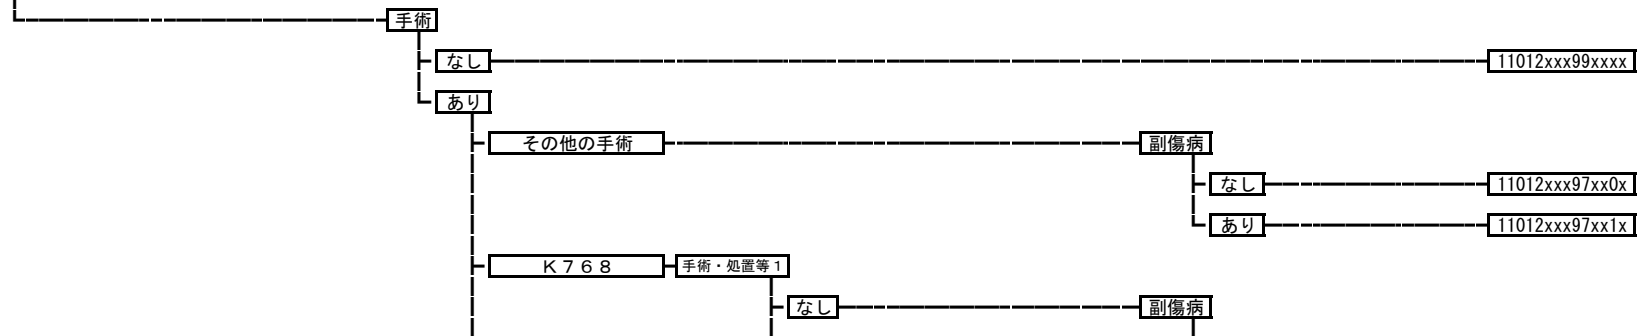 手術
なし 11012xxx99xxxx
あり
その他の手術 副傷病
なし 11012xxx97xx0x
あり 11012xxx97xx1x
K768 手術・処置等1
なし 副傷病